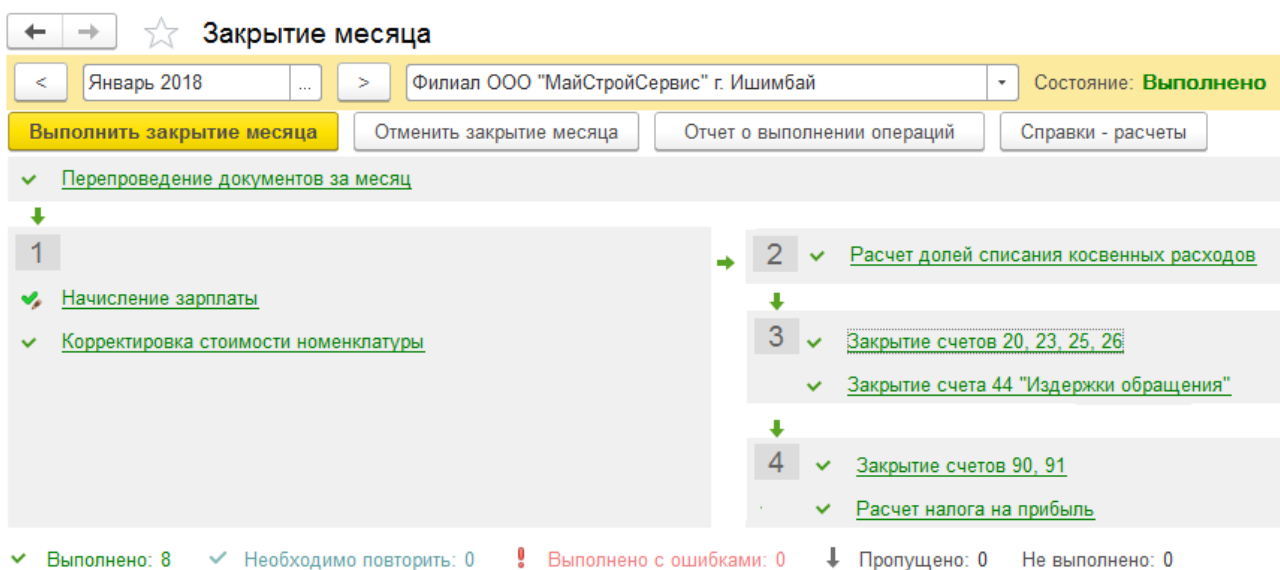 Закрытие месяца
< Январь 2018 ... > Филиал ООО "МайСтройСервис" г. Ишимбай Состояние: Выполнено
Выполнить закрытие месяца Отменить закрытие месяца Отчет о выполнении операций Справки - расчеты
Перепроведение документов за месяц
1
Начисление зарплаты
Корректировка стоимости номенклатуры
2 Расчет долей списания косвенных расходов
3 Закрытие счетов 20, 23, 25, 26
Закрытие счета 44 "Издержки обращения"
4 Закрытие счетов 90, 91
Расчет налога на прибыль
Выполнено: 8 Необходимо повторить: 0 Выполнено с ошибками: 0 Пропущено: 0 Не выполнено: 0